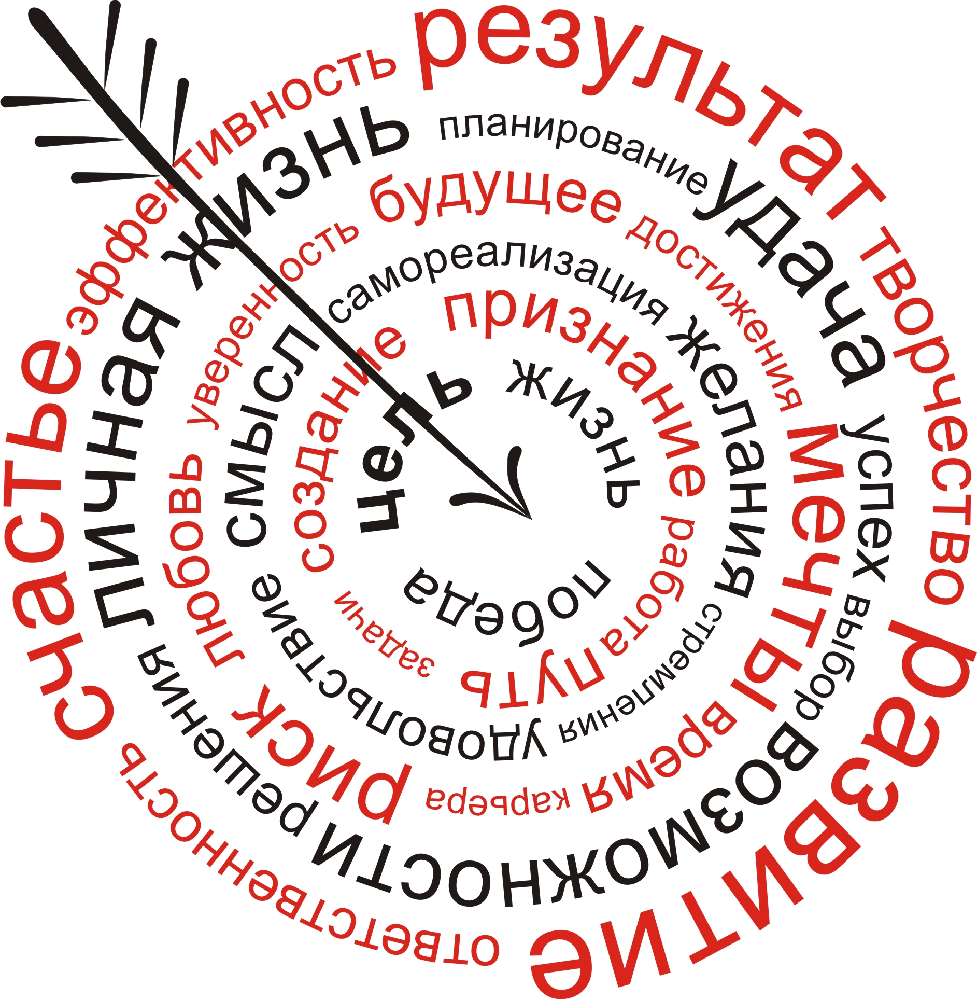 результат
творчество
развитие
ответственность
счастье
эффективность
планирование
удача
успех
выбор
возможности
решения
личная жизнь
будущее
достижения
имечтЫ
время
карьера
риск
любовь
уверенность
самореализация
желания
стремления
удовольствие
смысл
признание
работа
путь
задачи
создание
жизнь
победа
цель